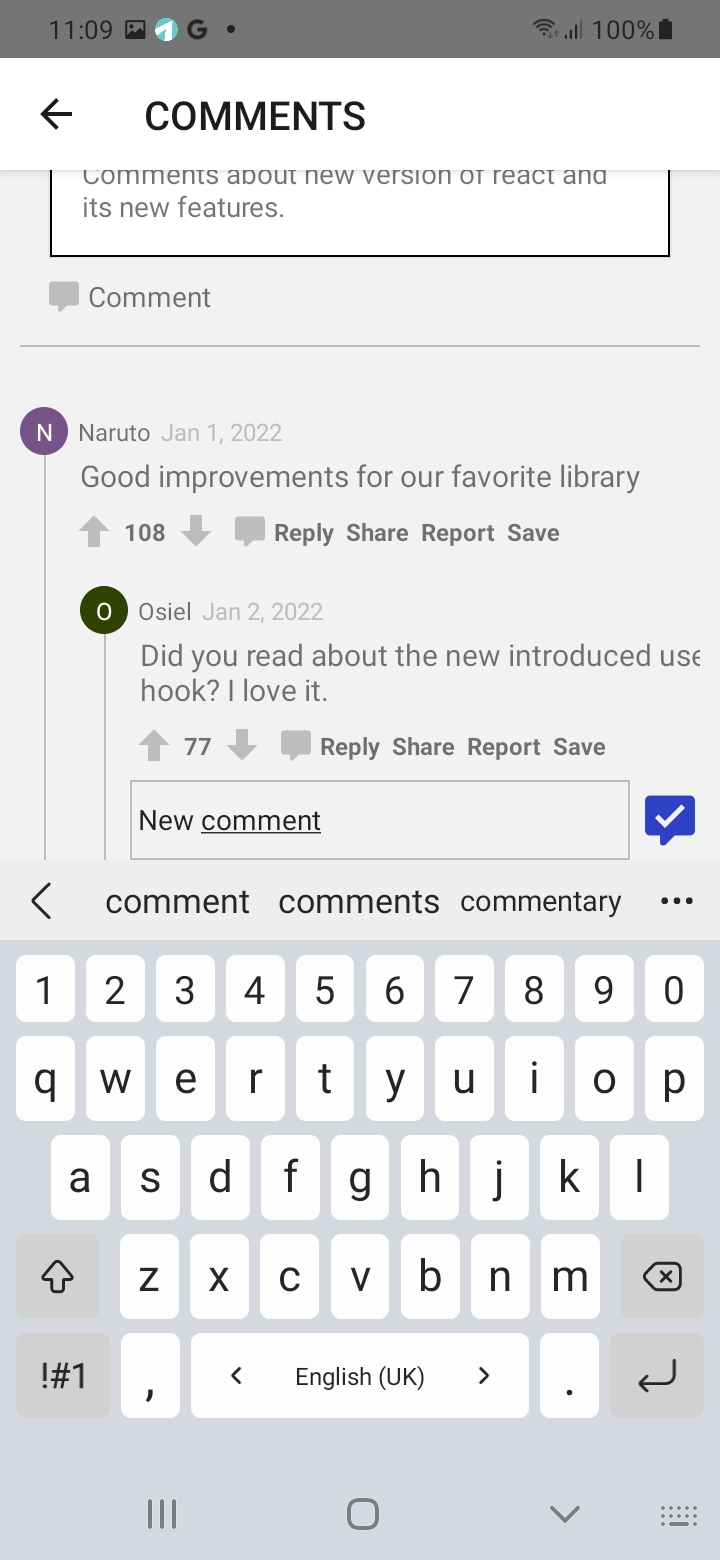 11:09 G 100%
COMMENTS
Comments about new version of react and
its new features.
Comment
N Naruto Jan 1, 2022
Good improvements for our favorite library
108 Reply Share Report Save
O Osiel Jan 2, 2022
Did you read about the new introduced use
hook? I love it.
77 Reply Share Report Save
New comment
comment comments commentary
1 2 3 4 5 6 7 8 9 0
q w e r t y u i o p
a s d f g h j k l
z x c v b n m
!#1 , < English (UK) > .